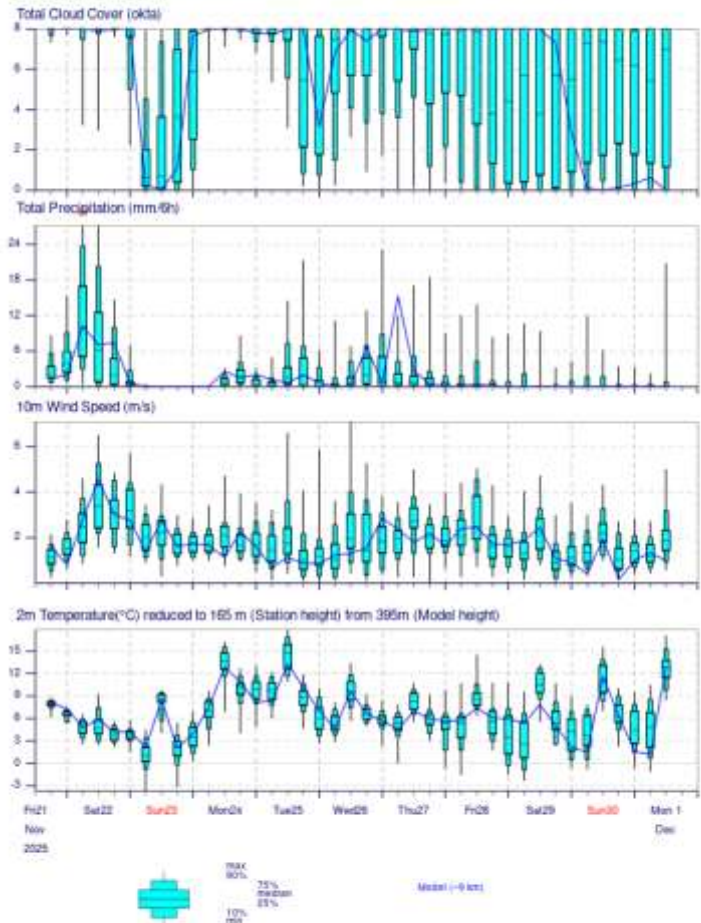 Total Cloud Cover (okta)
8
6
4
2
0
Total Precipitation (mm/6h)
24
18
12
6
0
10m Wind Speed (m/s)
6
4
2
2m Temperature(°C) reduced to 165 m (Station height) from 395m (Model height)
15
12
9
6
3
0
-3
Fri21 Sat22 Sun23 Mon24 Tue25 Wed26 Thu27 Fri28 Sat29 Sun30 Mon 1
Nov Dec
2025
max
90%
75%
median
25%
10%
min
Model (~9 km)